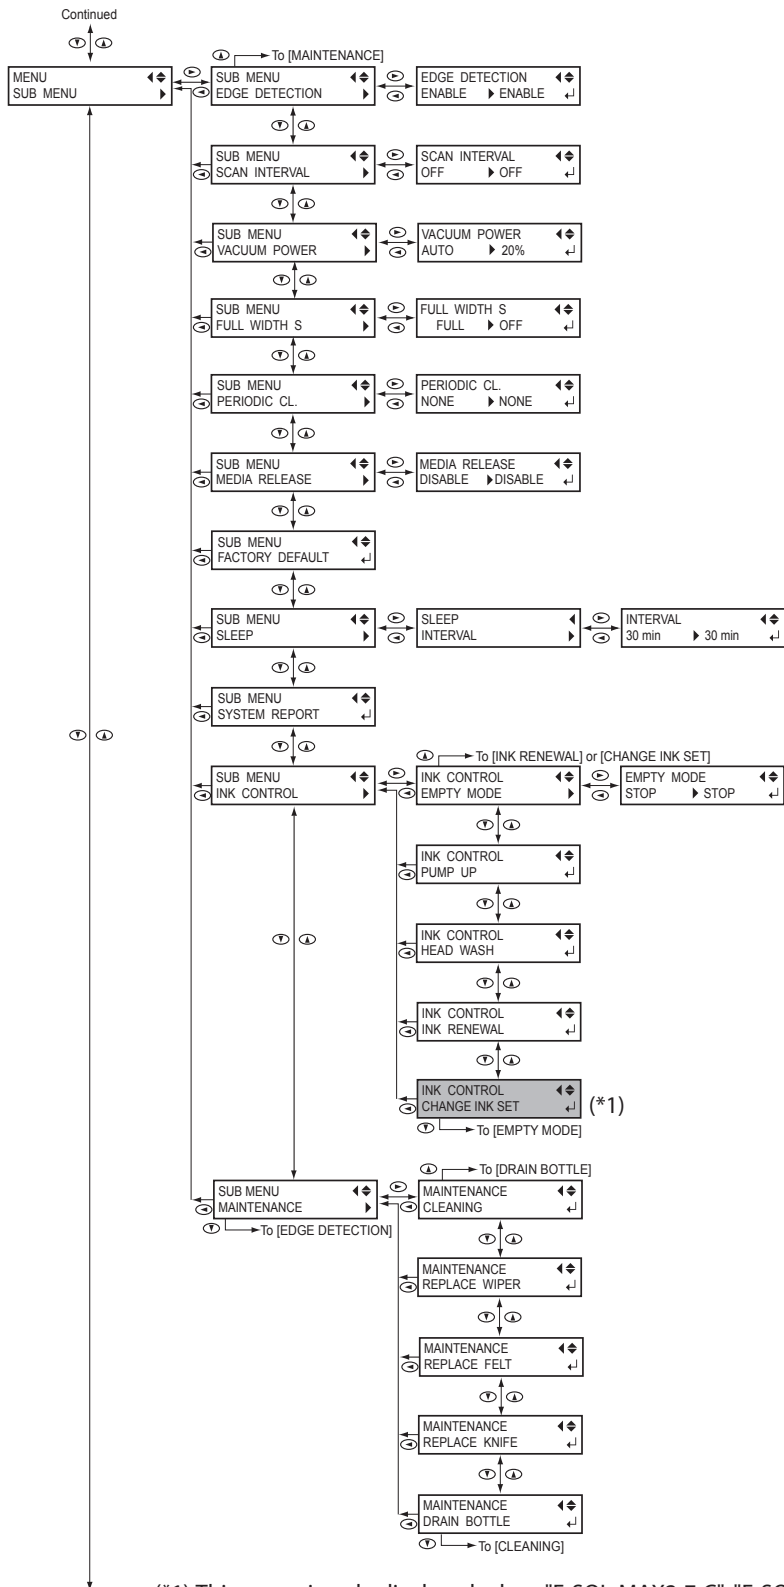 Continued
To [MAINTENANCE]
MENU
SUB MENU
SUB MENU
EDGE DETECTION
EDGE DETECTION
ENABLE ENABLE
SUB MENU
SCAN INTERVAL
SCAN INTERVAL
OFF OFF
SUB MENU
VACUUM POWER
VACUUM POWER
AUTO 20%
SUB MENU
FULL WIDTH S
FULL WIDTH S
FULL OFF
SUB MENU
PERIODIC CL.
PERIODIC CL.
NONE NONE
SUB MENU
MEDIA RELEASE
MEDIA RELEASE
DISABLE DISABLE
SUB MENU
FACTORY DEFAULT
SUB MENU
SLEEP
SLEEP
INTERVAL
INTERVAL
30 min 30 min
SUB MENU
SYSTEM REPORT
To [INK RENEWAL] or [CHANGE INK SET]
SUB MENU
INK CONTROL
INK CONTROL
EMPTY MODE
EMPTY MODE
STOP STOP
INK CONTROL
PUMP UP
INK CONTROL
HEAD WASH
INK CONTROL
INK RENEWAL
INK CONTROL
CHANGE INK SET
(*1)
To [EMPTY MODE]
To [DRAIN BOTTLE]
SUB MENU
MAINTENANCE
To [EDGE DETECTION]
MAINTENANCE
CLEANING
MAINTENANCE
REPLACE WIPER
MAINTENANCE
REPLACE FELT
MAINTENANCE
REPLACE KNIFE
MAINTENANCE
DRAIN BOTTLE
To [CLEANING]